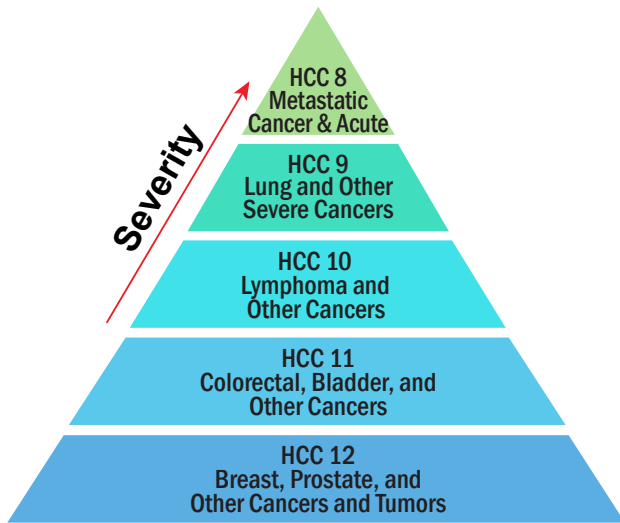 Severity
HCC 8
Metastatic
Cancer & Acute
HCC 9
Lung and Other
Severe Cancers
HCC 10
Lymphoma and
Other Cancers
HCC 11
Colorectal, Bladder, and
Other Cancers
HCC 12
Breast, Prostate, and
Other Cancers and Tumors